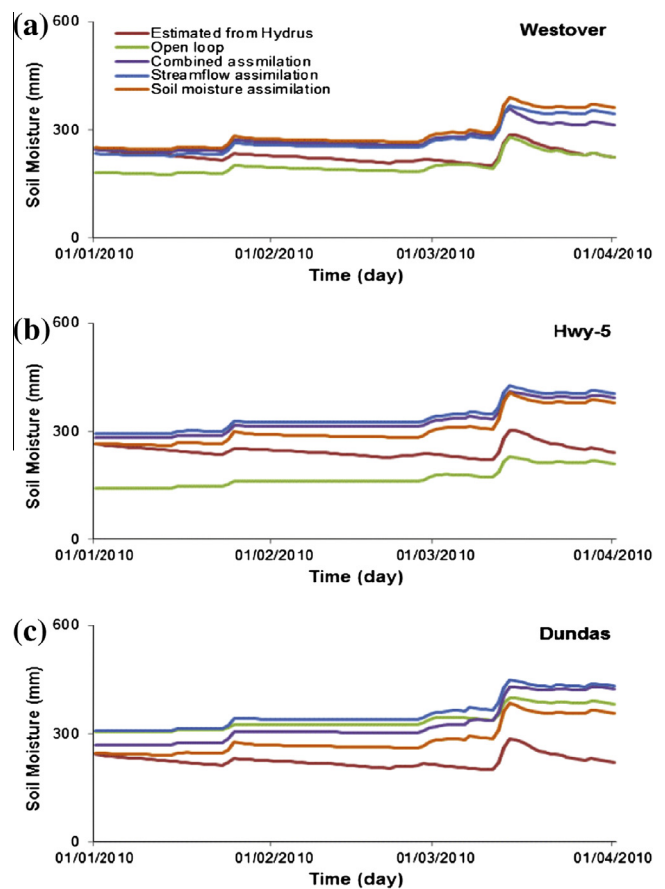 (a)
Westover
600
300
0
Soil Moisture (mm)
Estimated from Hydrus
Open loop
Combined assmilation
Streamflow assimilation
Soil moisture assimilation
01/01/2010 01/02/2010 01/03/2010 01/04/2010
Time (day)
(b)
Hwy-5
600
300
0
Soil Moisture (mm)
01/01/2010 01/02/2010 01/03/2010 01/04/2010
Time (day)
(c)
Dundas
600
300
0
Soil Moisture (mm)
01/01/2010 01/02/2010 01/03/2010 01/04/2010
Time (day)